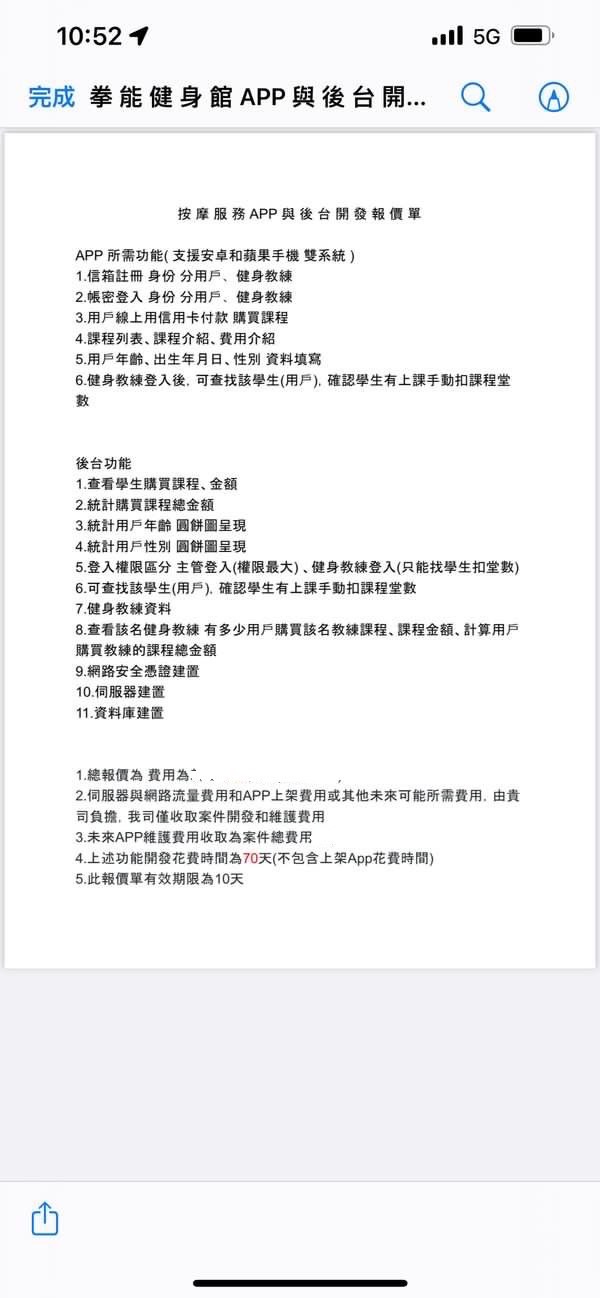 10:52
5G
完成 拳能健身館APP與後台開...
按摩服務APP與後台開發報價單
APP 所需功能( 支援安卓和蘋果手機 雙系統 )
1.信箱註冊 身份 分用戶、健身教練
2.帳密登入 身份 分用戶、健身教練
3.用戶線上用信用卡付款 購買課程
4.課程列表、課程介紹、費用介紹
5.用戶年齡、出生年月日、性別 資料填寫
6.健身教練登入後, 可查找該學生(用戶), 確認學生有上課手動扣課程堂
數
後台功能
1.查看學生購買課程、金額
2.統計購買課程總金額
3.統計用戶年齡 圓餅圖呈現
4.統計用戶性別 圓餅圖呈現
5.登入權限區分 主管登入(權限最大) 、健身教練登入(只能找學生扣堂數)
6.可查找該學生(用戶), 確認學生有上課手動扣課程堂數
7.健身教練資料
8.查看該名健身教練 有多少用戶購買該名教練課程、課程金額、計算用戶
購買教練的課程總金額
9.網路安全憑證建置
10.伺服器建置
11.資料庫建置
1.總報價為 費用為
2.伺服器與網路流量費用和APP上架費用或其他未來可能所需費用, 由貴
司負擔, 我司僅收取案件開發和維護費用
3.未來APP維護費用收取為案件總費用
4.上述功能開發花費時間為70天(不包含上架App花費時間)
5.此報價單有效期限為10天